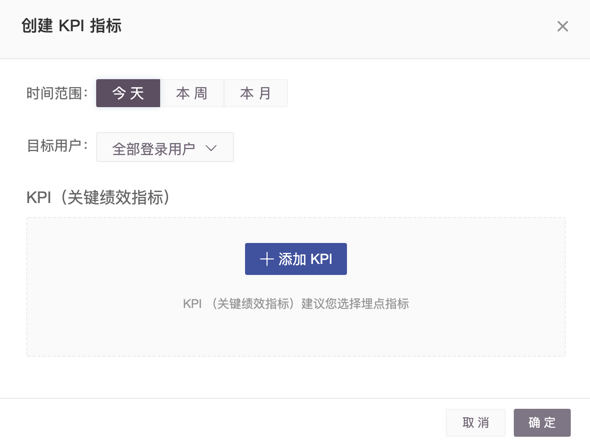 创建 KPI 指标
时间范围： 今天 本周 本月
目标用户： 全部登录用户
KPI（关键绩效指标）
添加 KPI
KPI （关键绩效指标）建议您选择埋点指标
取消 确定